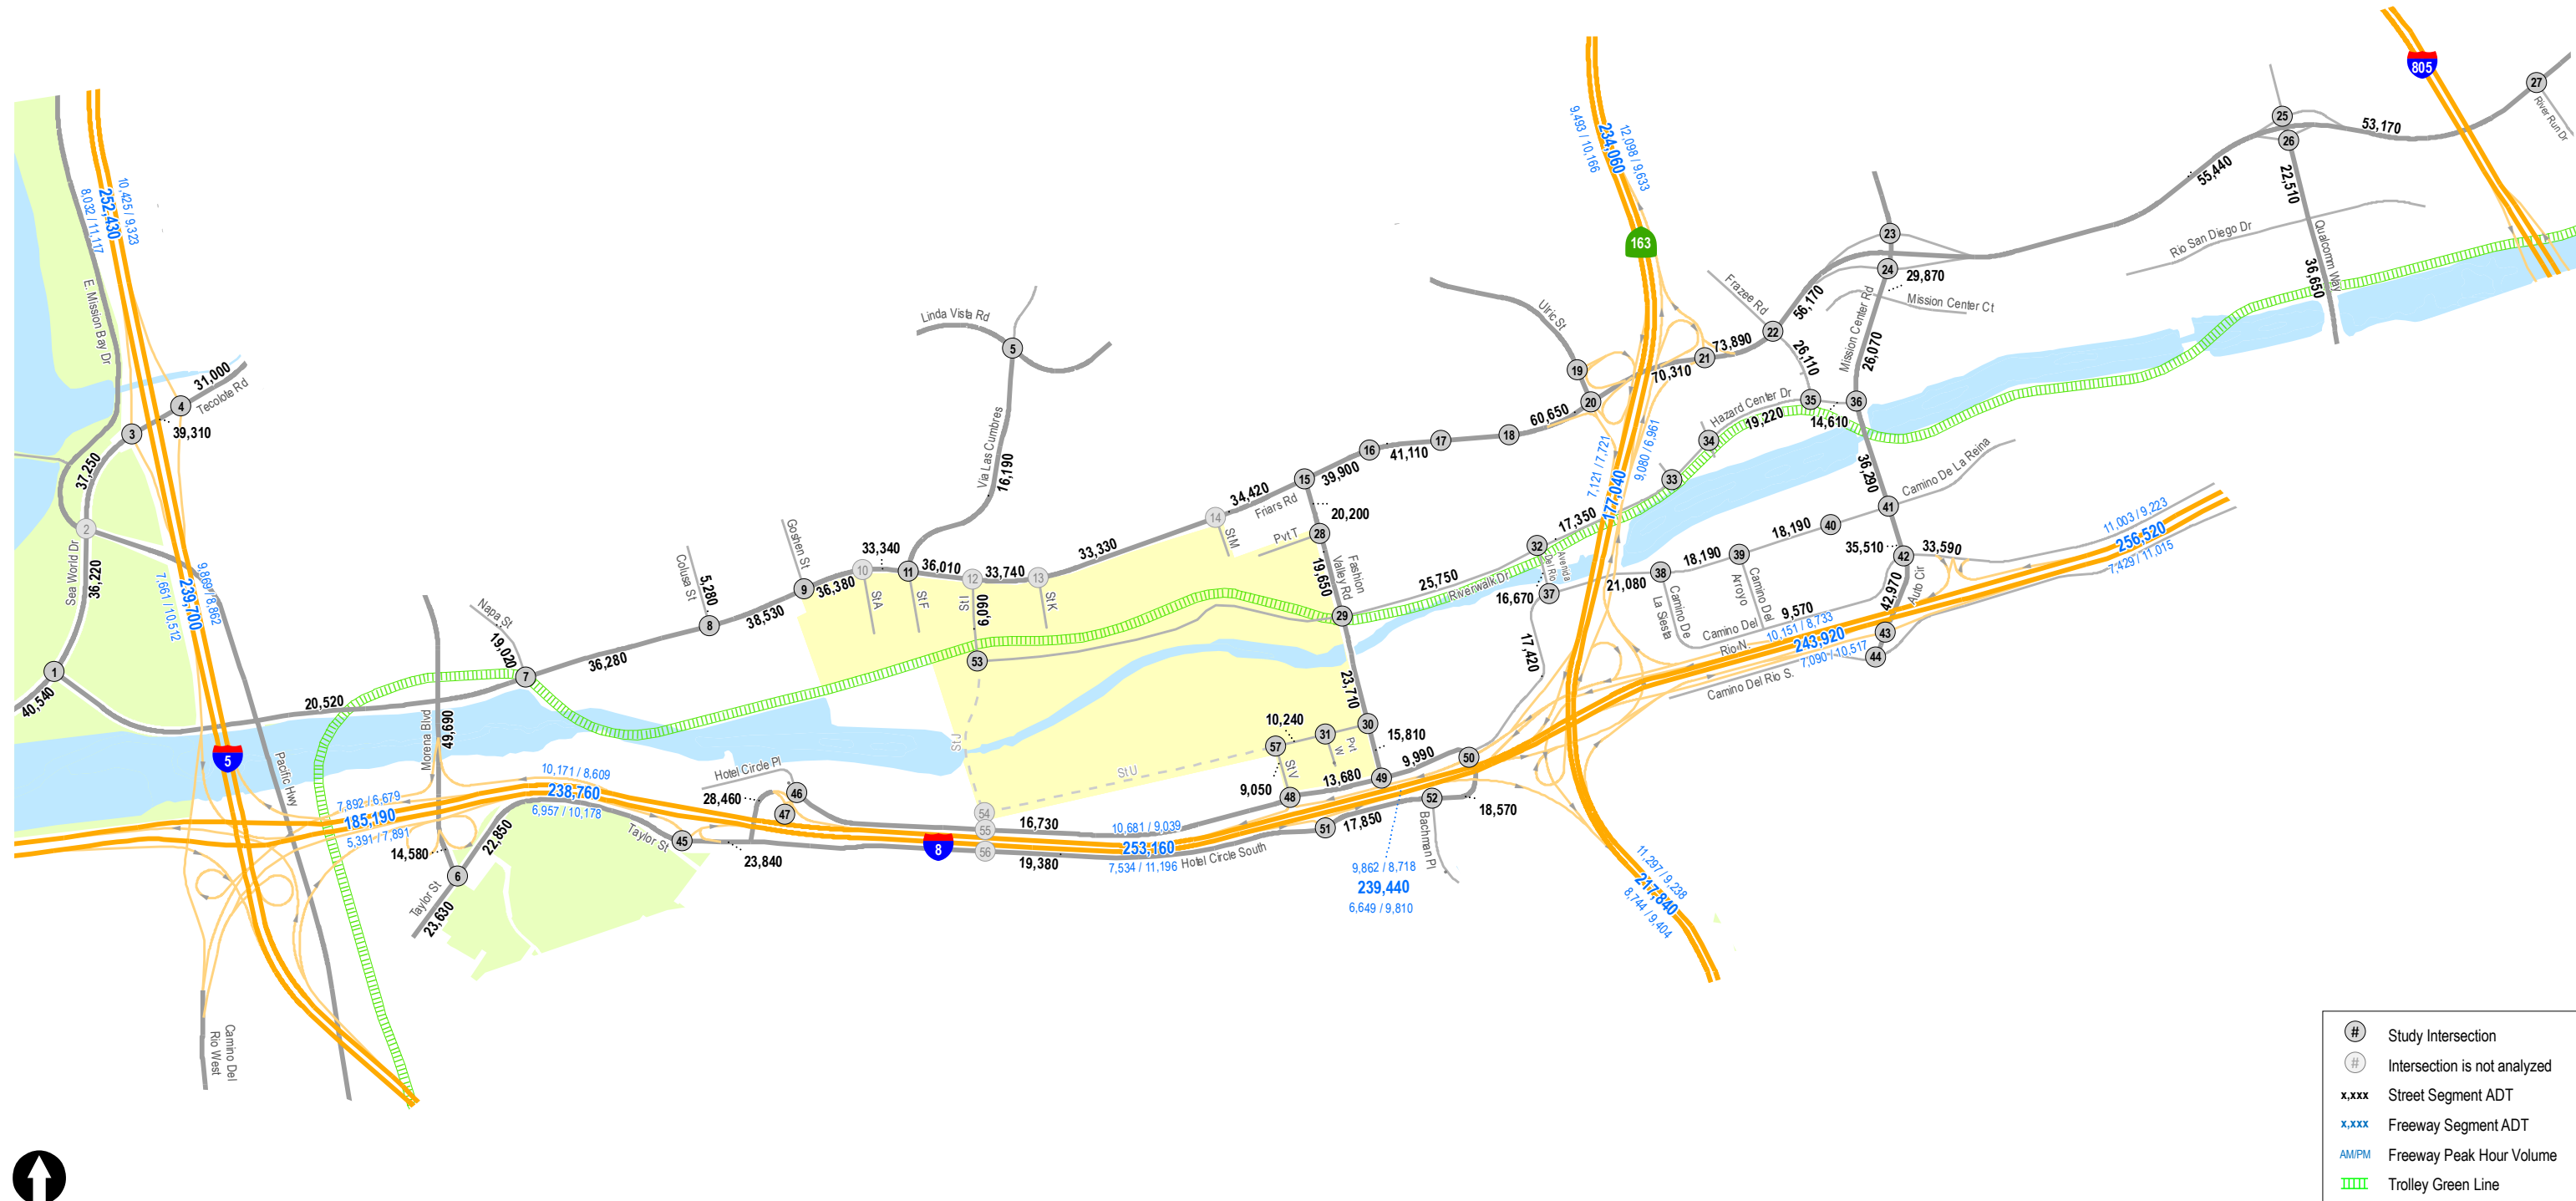 805
27
River Run Dr
25
26
53,170
55,440
22,510
Qualcomm Way
36,650
Rio San Diego Dr
9,493 / 10,166
234,060
12,098 / 9,633
163
10,425 / 9,323
252,430
8,032 / 11,117
E. Mission Bay Dr
31,000
4
Tecolote Rd
3
39,310
37,250
2
Sea World Dr
36,220
9,869 / 8,862
239,700
7,661 / 10,512
1
40,540
20,520
5
Pacific Hwy
Napa St
19,020
7
36,280
Morena Blvd
49,690
Colusa St
5,280
8
38,530
Goshen St
9
36,380
10
33,340
11
36,010
12
33,740
13
33,330
14
34,420
Friars Rd
15
39,900
16
41,110
17
18
60,650
Linda Vista Rd
5
Via Las Cumbres
16,190
St A
St F
St I
6,090
St K
St M
Pvt T
20,200
28
19,650
Fashion
Valley Rd
29
25,750
Riverwalk Dr
53
St J
St U
23,710
10,240
57
31
30
Pvt
W
15,810
St V
9,050
48
13,680
49
9,990
50
Ulric St
19
20
70,310
21
73,890
22
Frazee Rd
56,170
23
24
29,870
Mission Center Ct
Mission Center Rd
26,070
26,110
Hazard Center Dr
19,220
35
36
14,610
34
33
17,350
32
7,121 / 7,721
177,040
9,080 / 6,961
Avenida
Del Rio
16,670
37
17,420
21,080
38
18,190
39
18,190
40
41
36,290
Camino De La Reina
Camino De
La Siesta
Camino Del
Arroyo
35,510
42
33,590
42,970
Auto Cir
9,570
Camino Del
Rio N.
43
44
Camino Del Rio S.
10,151 / 8,733
243,920
7,090 / 10,517
11,003 / 9,223
256,520
7,429 / 11,015
7,892 / 6,679
185,190
5,391 / 7,891
10,171 / 8,609
238,760
6,957 / 10,178
14,580
22,850
6
Taylor St
23,630
Taylor St
45
Hotel Circle Pl
28,460
46
47
23,840
8
54
55
56
16,730
19,380
10,681 / 9,039
253,160
7,534 / 11,196
Hotel Circle South
51
17,850
52
18,570
Bachman Pl
9,862 / 8,718
239,440
6,649 / 9,810
11,297 / 9,238
217,840
8,744 / 9,404
Camino Del
Rio West
# Study Intersection
# Intersection is not analyzed
x,xxx Street Segment ADT
x,xxx Freeway Segment ADT
AM/PM Freeway Peak Hour Volume
Trolley Green Line